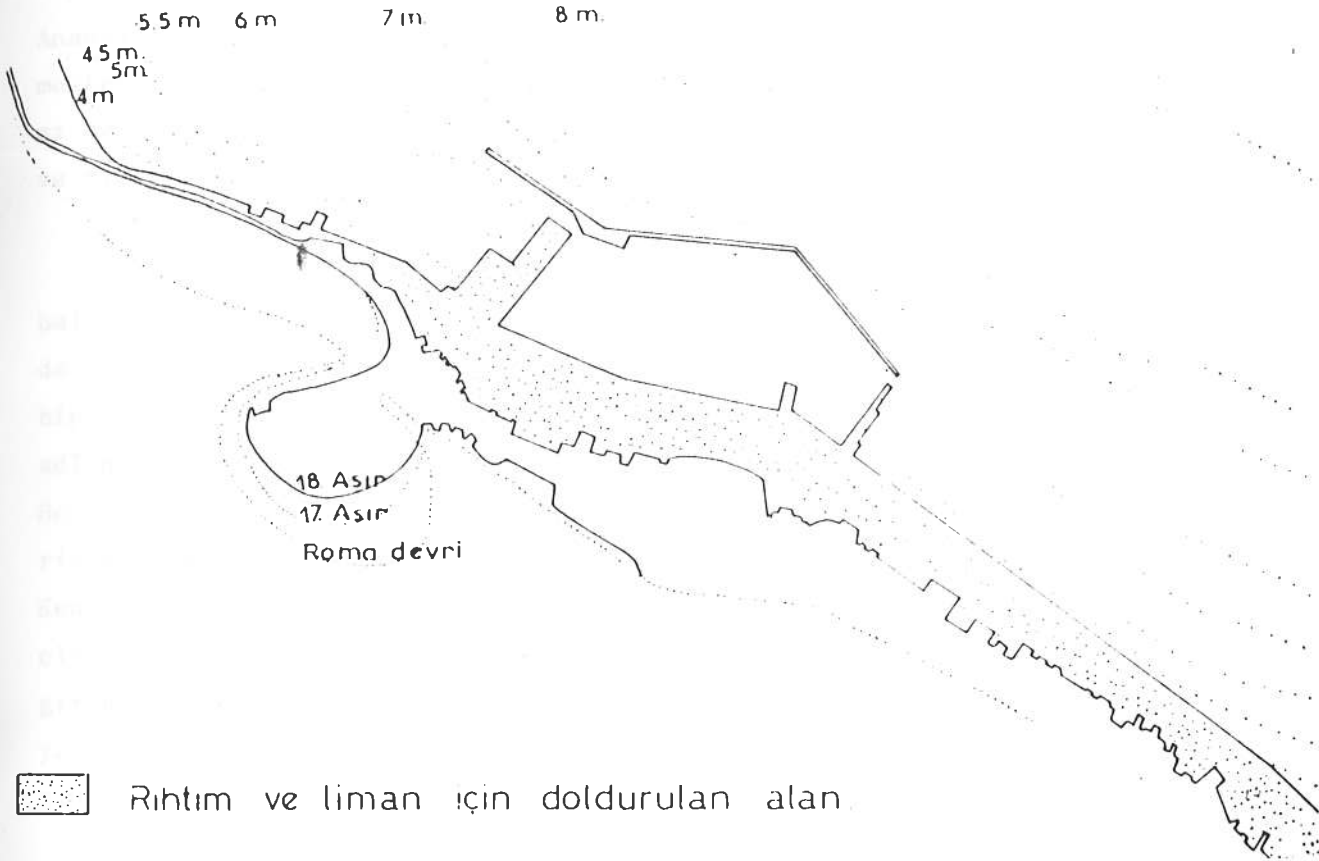 5.5 m 6 m 7 m. 8 m.
4.5 m.
5m.
4 m
18 Asır
17. Asır
Roma devri
Rıhtım ve liman için doldurulan alan